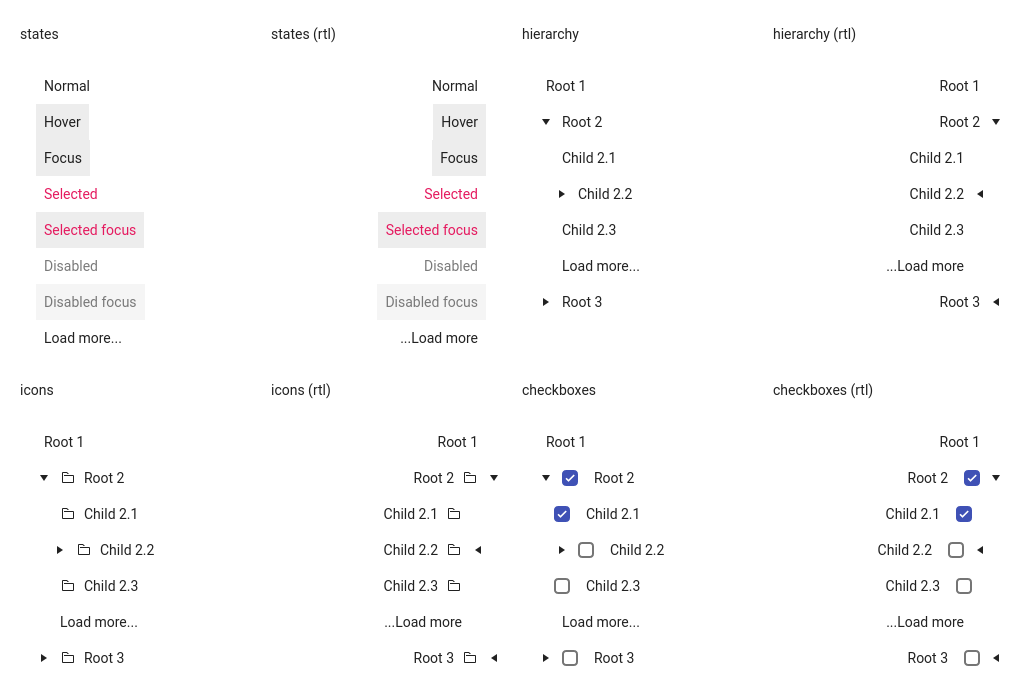 states
Normal
Hover
Focus
Selected
Selected focus
Disabled
Disabled focus
Load more...
states (rtl)
Normal
Hover
Focus
Selected
Selected focus
Disabled
Disabled focus
...Load more
hierarchy
Root 1
Root 2
Child 2.1
Child 2.2
Child 2.3
Load more...
Root 3
hierarchy (rtl)
Root 1
Root 2
Child 2.1
Child 2.2
Child 2.3
...Load more
Root 3
icons
Root 1
Root 2
Child 2.1
Child 2.2
Child 2.3
Load more...
Root 3
icons (rtl)
Root 1
Root 2
Child 2.1
Child 2.2
Child 2.3
...Load more
Root 3
checkboxes
Root 1
Root 2
Child 2.1
Child 2.2
Child 2.3
Load more...
Root 3
checkboxes (rtl)
Root 1
Root 2
Child 2.1
Child 2.2
Child 2.3
...Load more
Root 3